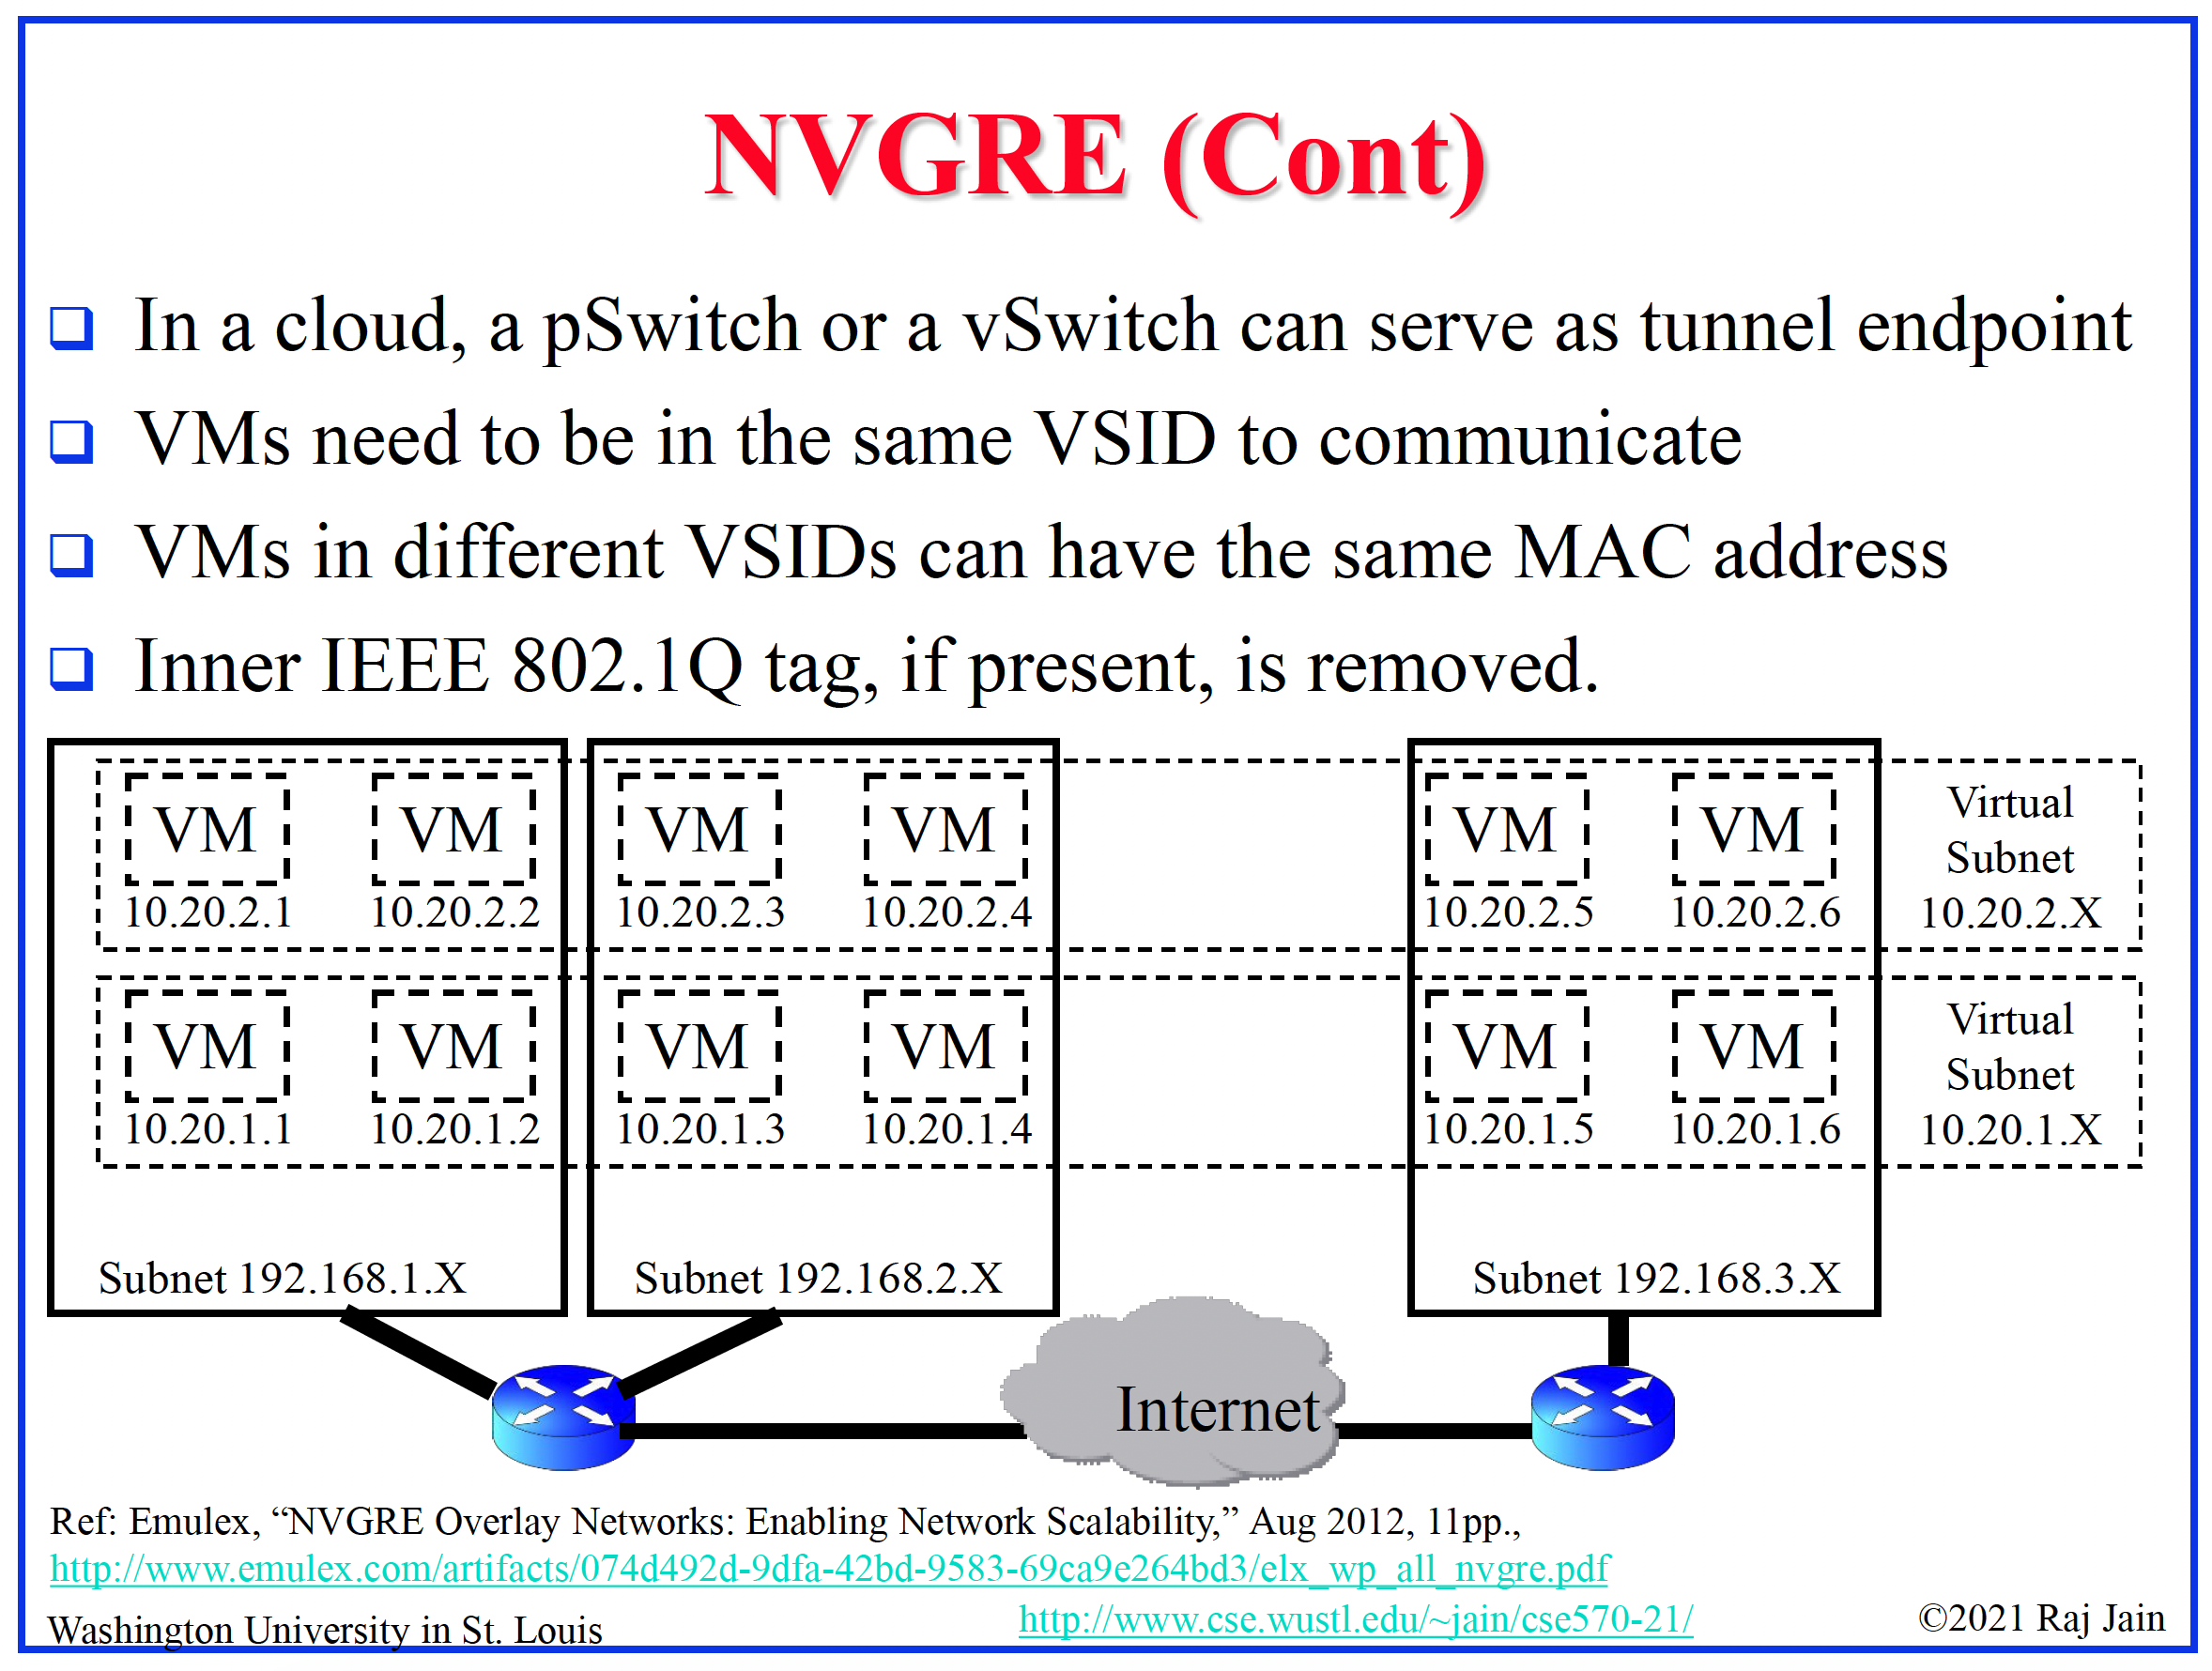 NVGRE (Cont)
In a cloud, a pSwitch or a vSwitch can serve as tunnel endpoint
VMs need to be in the same VSID to communicate
VMs in different VSIDs can have the same MAC address
Inner IEEE 802.1Q tag, if present, is removed.
VM VM VM VM VM VM
10.20.2.1 10.20.2.2 10.20.2.3 10.20.2.4 10.20.2.5 10.20.2.6
Virtual
Subnet
10.20.2.X
VM VM VM VM VM VM
10.20.1.1 10.20.1.2 10.20.1.3 10.20.1.4 10.20.1.5 10.20.1.6
Virtual
Subnet
10.20.1.X
Subnet 192.168.1.X Subnet 192.168.2.X Subnet 192.168.3.X
Internet
Ref: Emulex, “NVGRE Overlay Networks: Enabling Network Scalability,” Aug 2012, 11pp.,
http://www.emulex.com/artifacts/074d492d-9dfa-42bd-9583-69ca9e264bd3/elx_wp_all_nvgre.pdf
Washington University in St. Louis http://www.cse.wustl.edu/~jain/cse570-21/ ©2021 Raj Jain